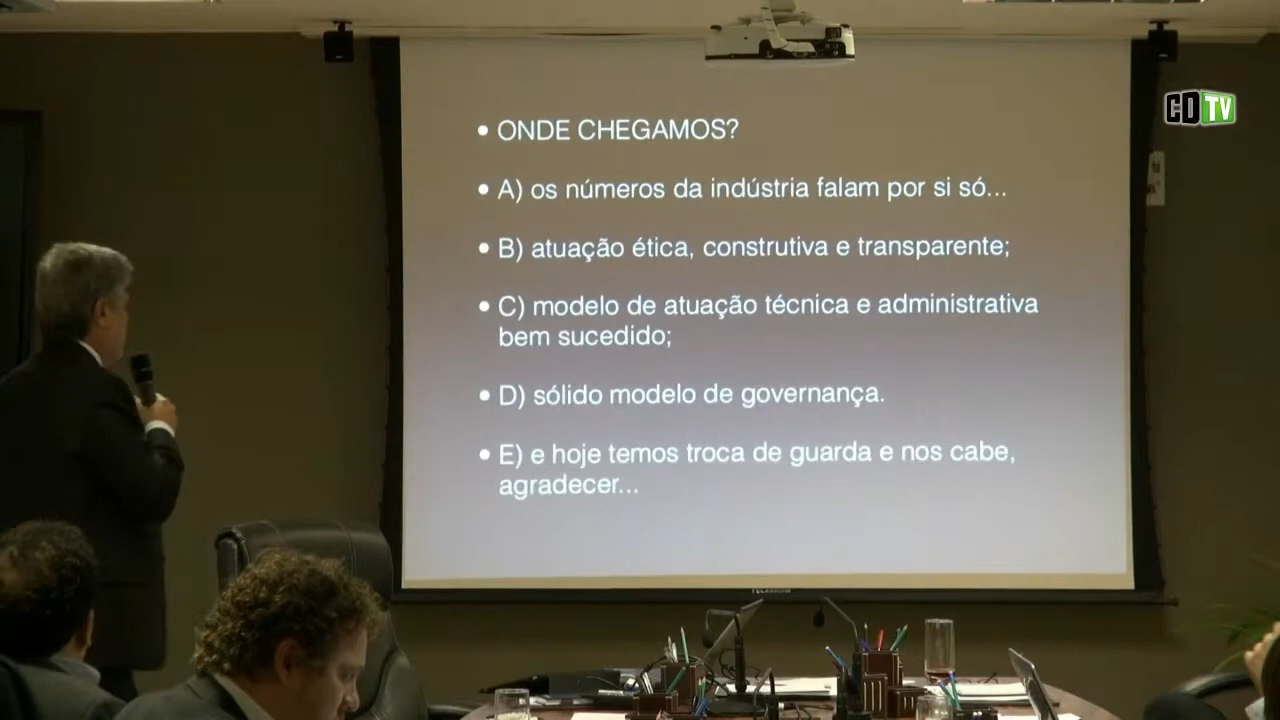 CDTV
• ONDE CHEGAMOS?
• A) os números da indústria falam por si só...
• B) atuação ética, construtiva e transparente;
• C) modelo de atuação técnica e administrativa
bem sucedido;
• D) sólido modelo de governança.
• E) e hoje temos troca de guarda e nos cabe,
agradecer...